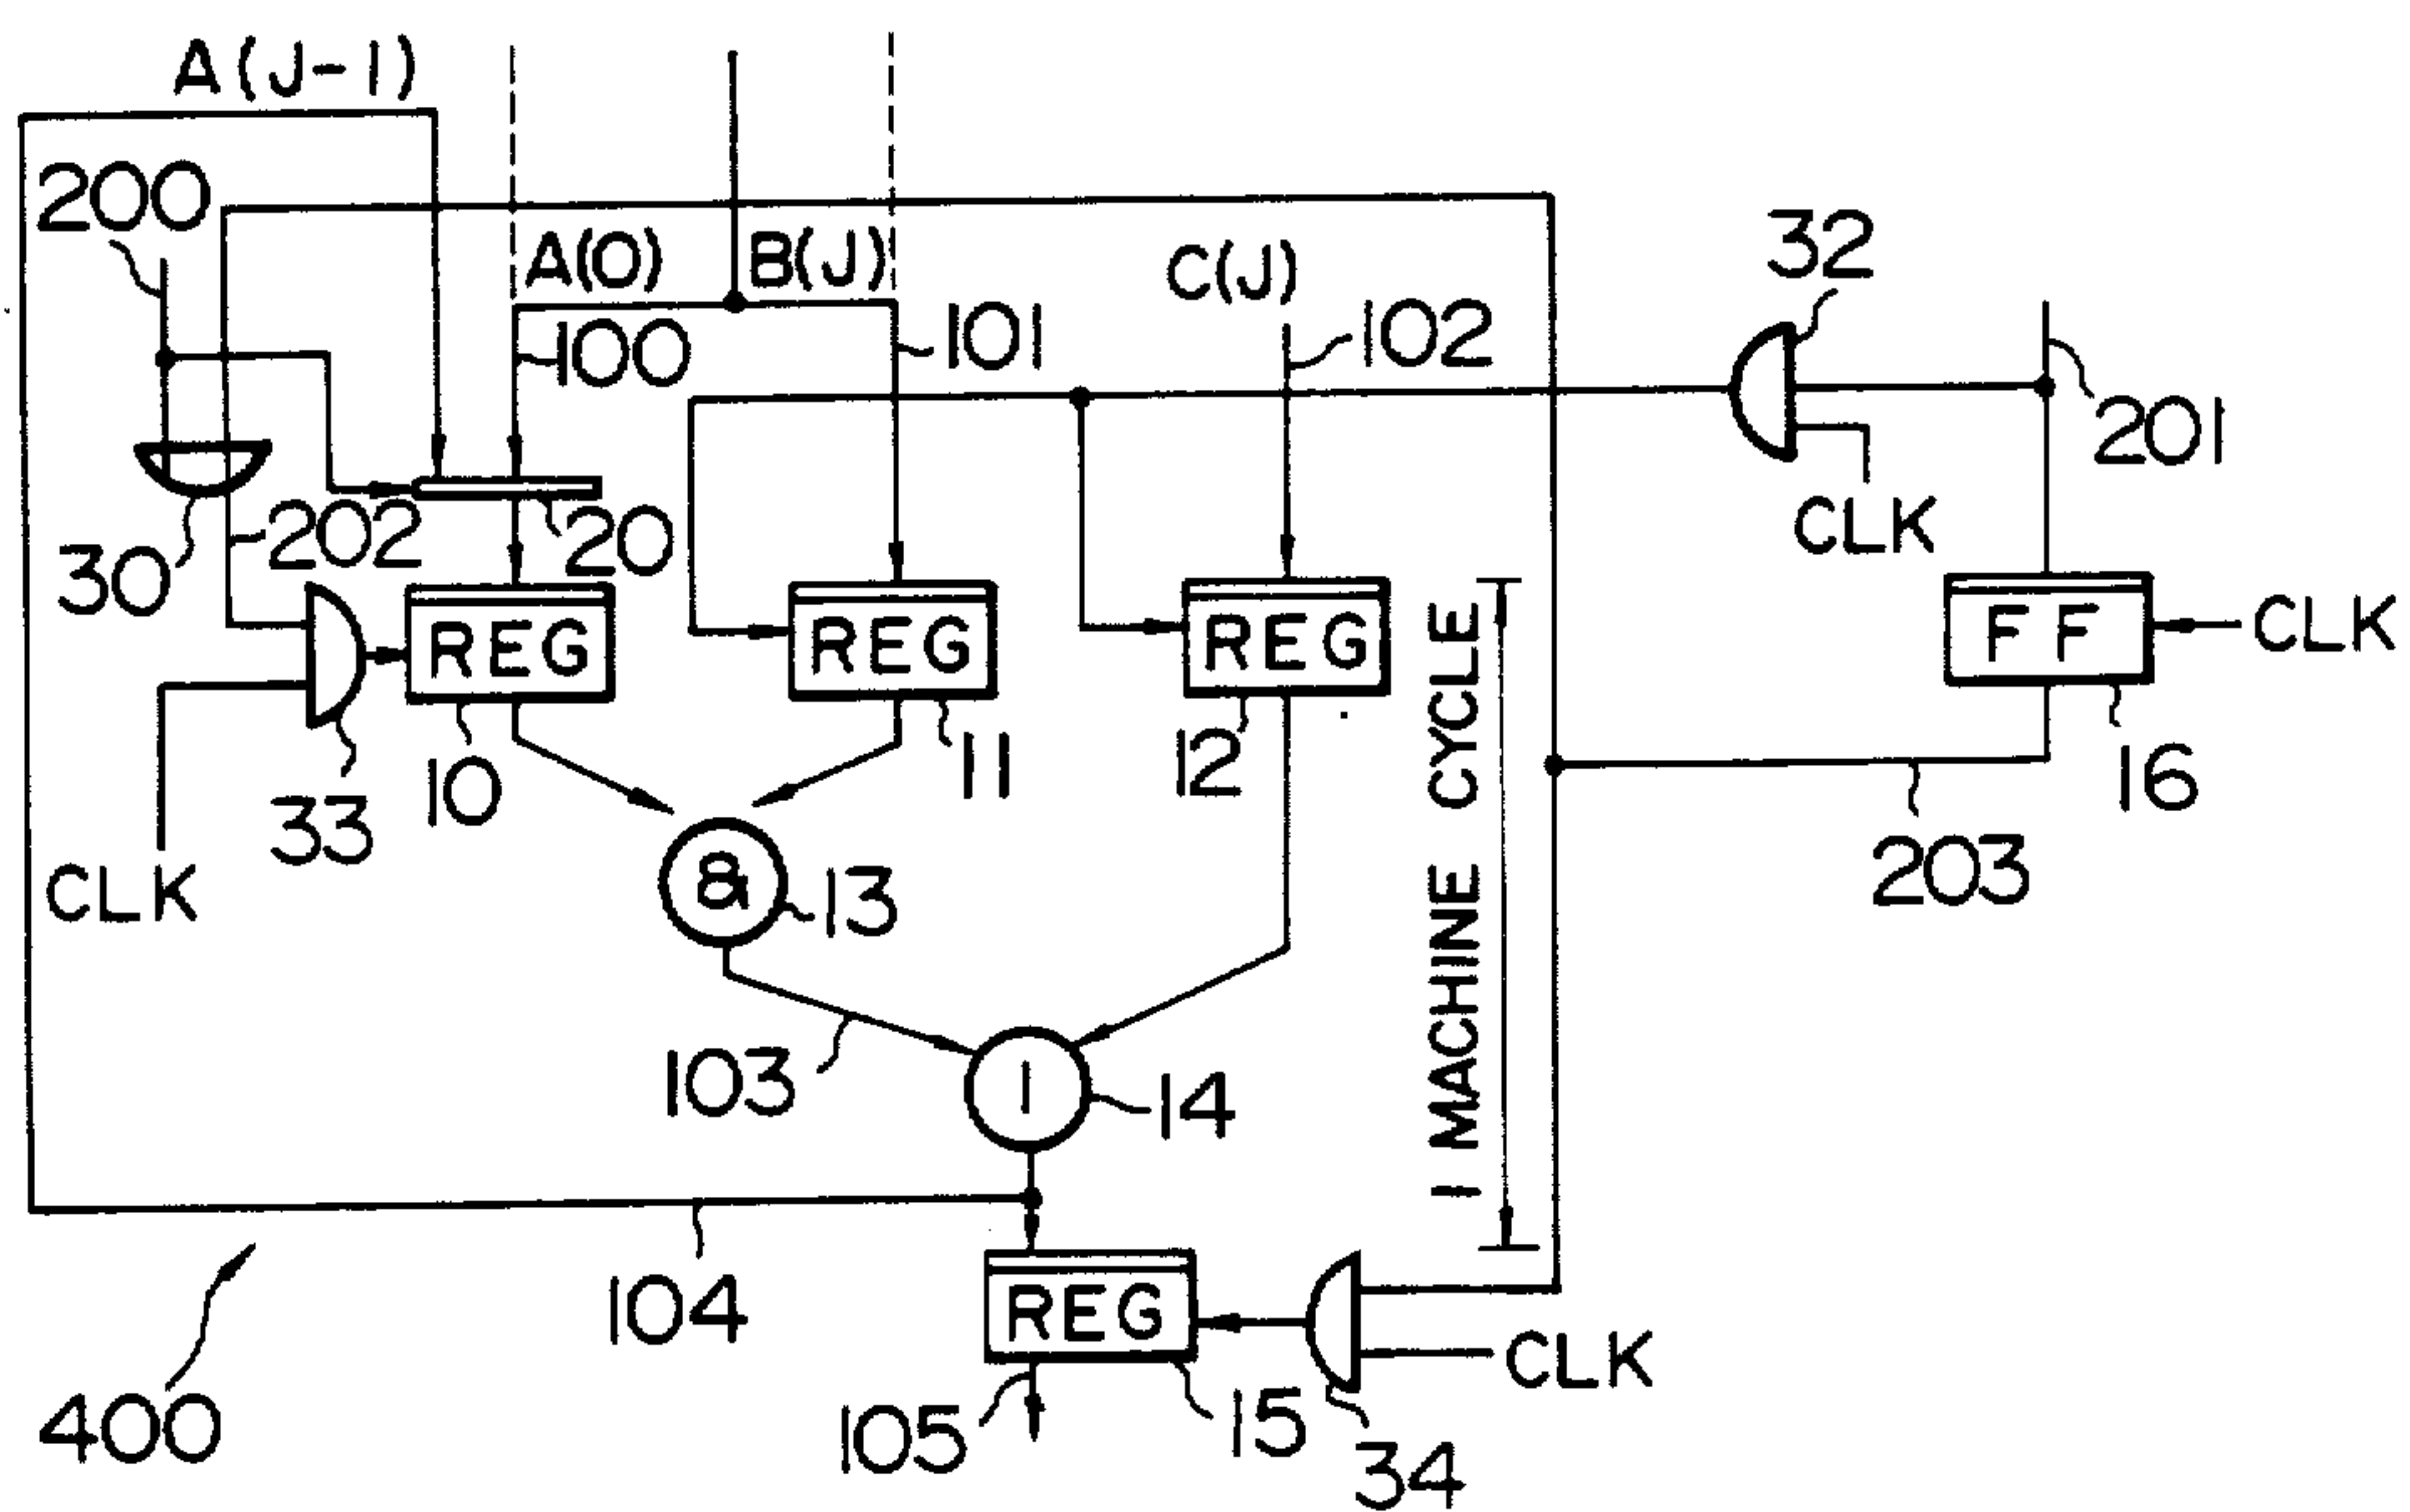 A(J-1)
200
A(0)
B(J)
C(J)
32
100
101
102
201
CLK
202
20
30
REG
REG
REG
FF
CLK
10
11
12
16
33
CLK
&
13
203
1 MACHINE CYCLE
103
1
14
104
REG
CLK
400
105
15
34